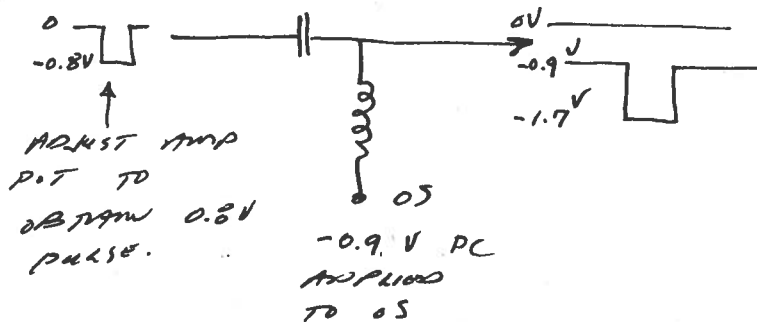 0
-0.8V
0V
-0.9V
-1.7V
ADJUST AMP
POT TO
OBTAIN 0.8V
PULSE.
OS
-0.9 V DC
APPLIED
TO OS